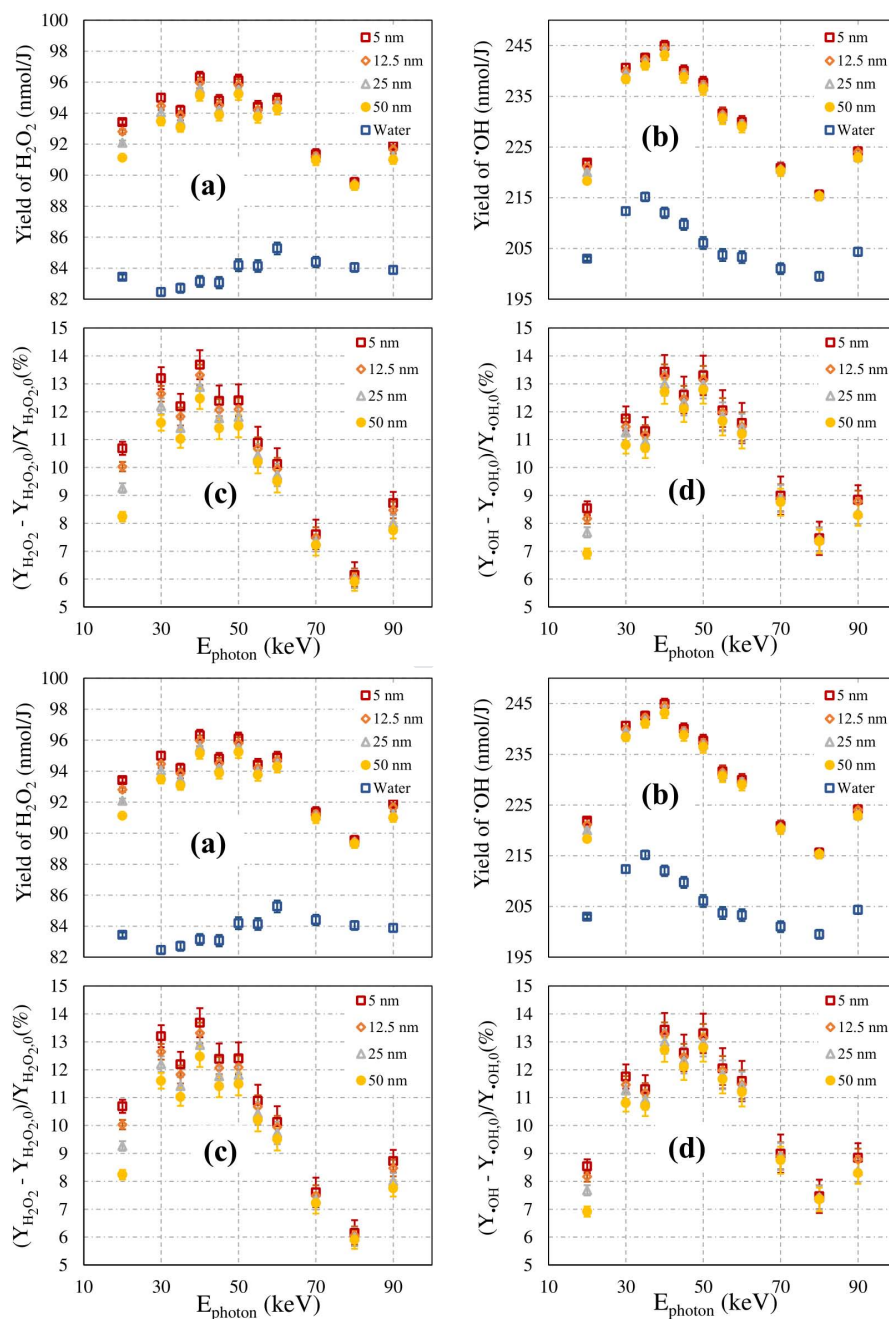 100
98
96
94
92
90
88
86
84
82
Yield of H₂O₂ (nmol/J)
5 nm
12.5 nm
25 nm
50 nm
Water
(a)
245
235
225
215
205
195
Yield of •OH (nmol/J)
5 nm
12.5 nm
25 nm
50 nm
Water
(b)
15
14
13
12
11
10
9
8
7
6
5
(Y_H₂O₂ - Y_H₂O₂,0)/Y_H₂O₂,0(%)
5 nm
12.5 nm
25 nm
50 nm
(c)
10 30 50 70 90
E_photon (keV)
15
14
13
12
11
10
9
8
7
6
5
(Y•OH - Y•OH,0)/Y•OH,0(%)
5 nm
12.5 nm
25 nm
50 nm
(d)
10 30 50 70 90
E_photon (keV)
100
98
96
94
92
90
88
86
84
82
Yield of H₂O₂ (nmol/J)
5 nm
12.5 nm
25 nm
50 nm
Water
(a)
245
235
225
215
205
195
Yield of •OH (nmol/J)
5 nm
12.5 nm
25 nm
50 nm
Water
(b)
15
14
13
12
11
10
9
8
7
6
5
(Y_H₂O₂ - Y_H₂O₂,0)/Y_H₂O₂,0(%)
5 nm
12.5 nm
25 nm
50 nm
(c)
10 30 50 70 90
E_photon (keV)
15
14
13
12
11
10
9
8
7
6
5
(Y•OH - Y•OH,0)/Y•OH,0(%)
5 nm
12.5 nm
25 nm
50 nm
(d)
10 30 50 70 90
E_photon (keV)